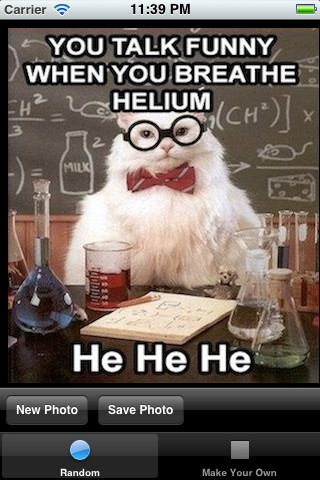 Carrier 11:39 PM
YOU TALK FUNNY
WHEN YOU BREATHE
HELIUM
MILK
He He He
New Photo Save Photo
Random Make Your Own